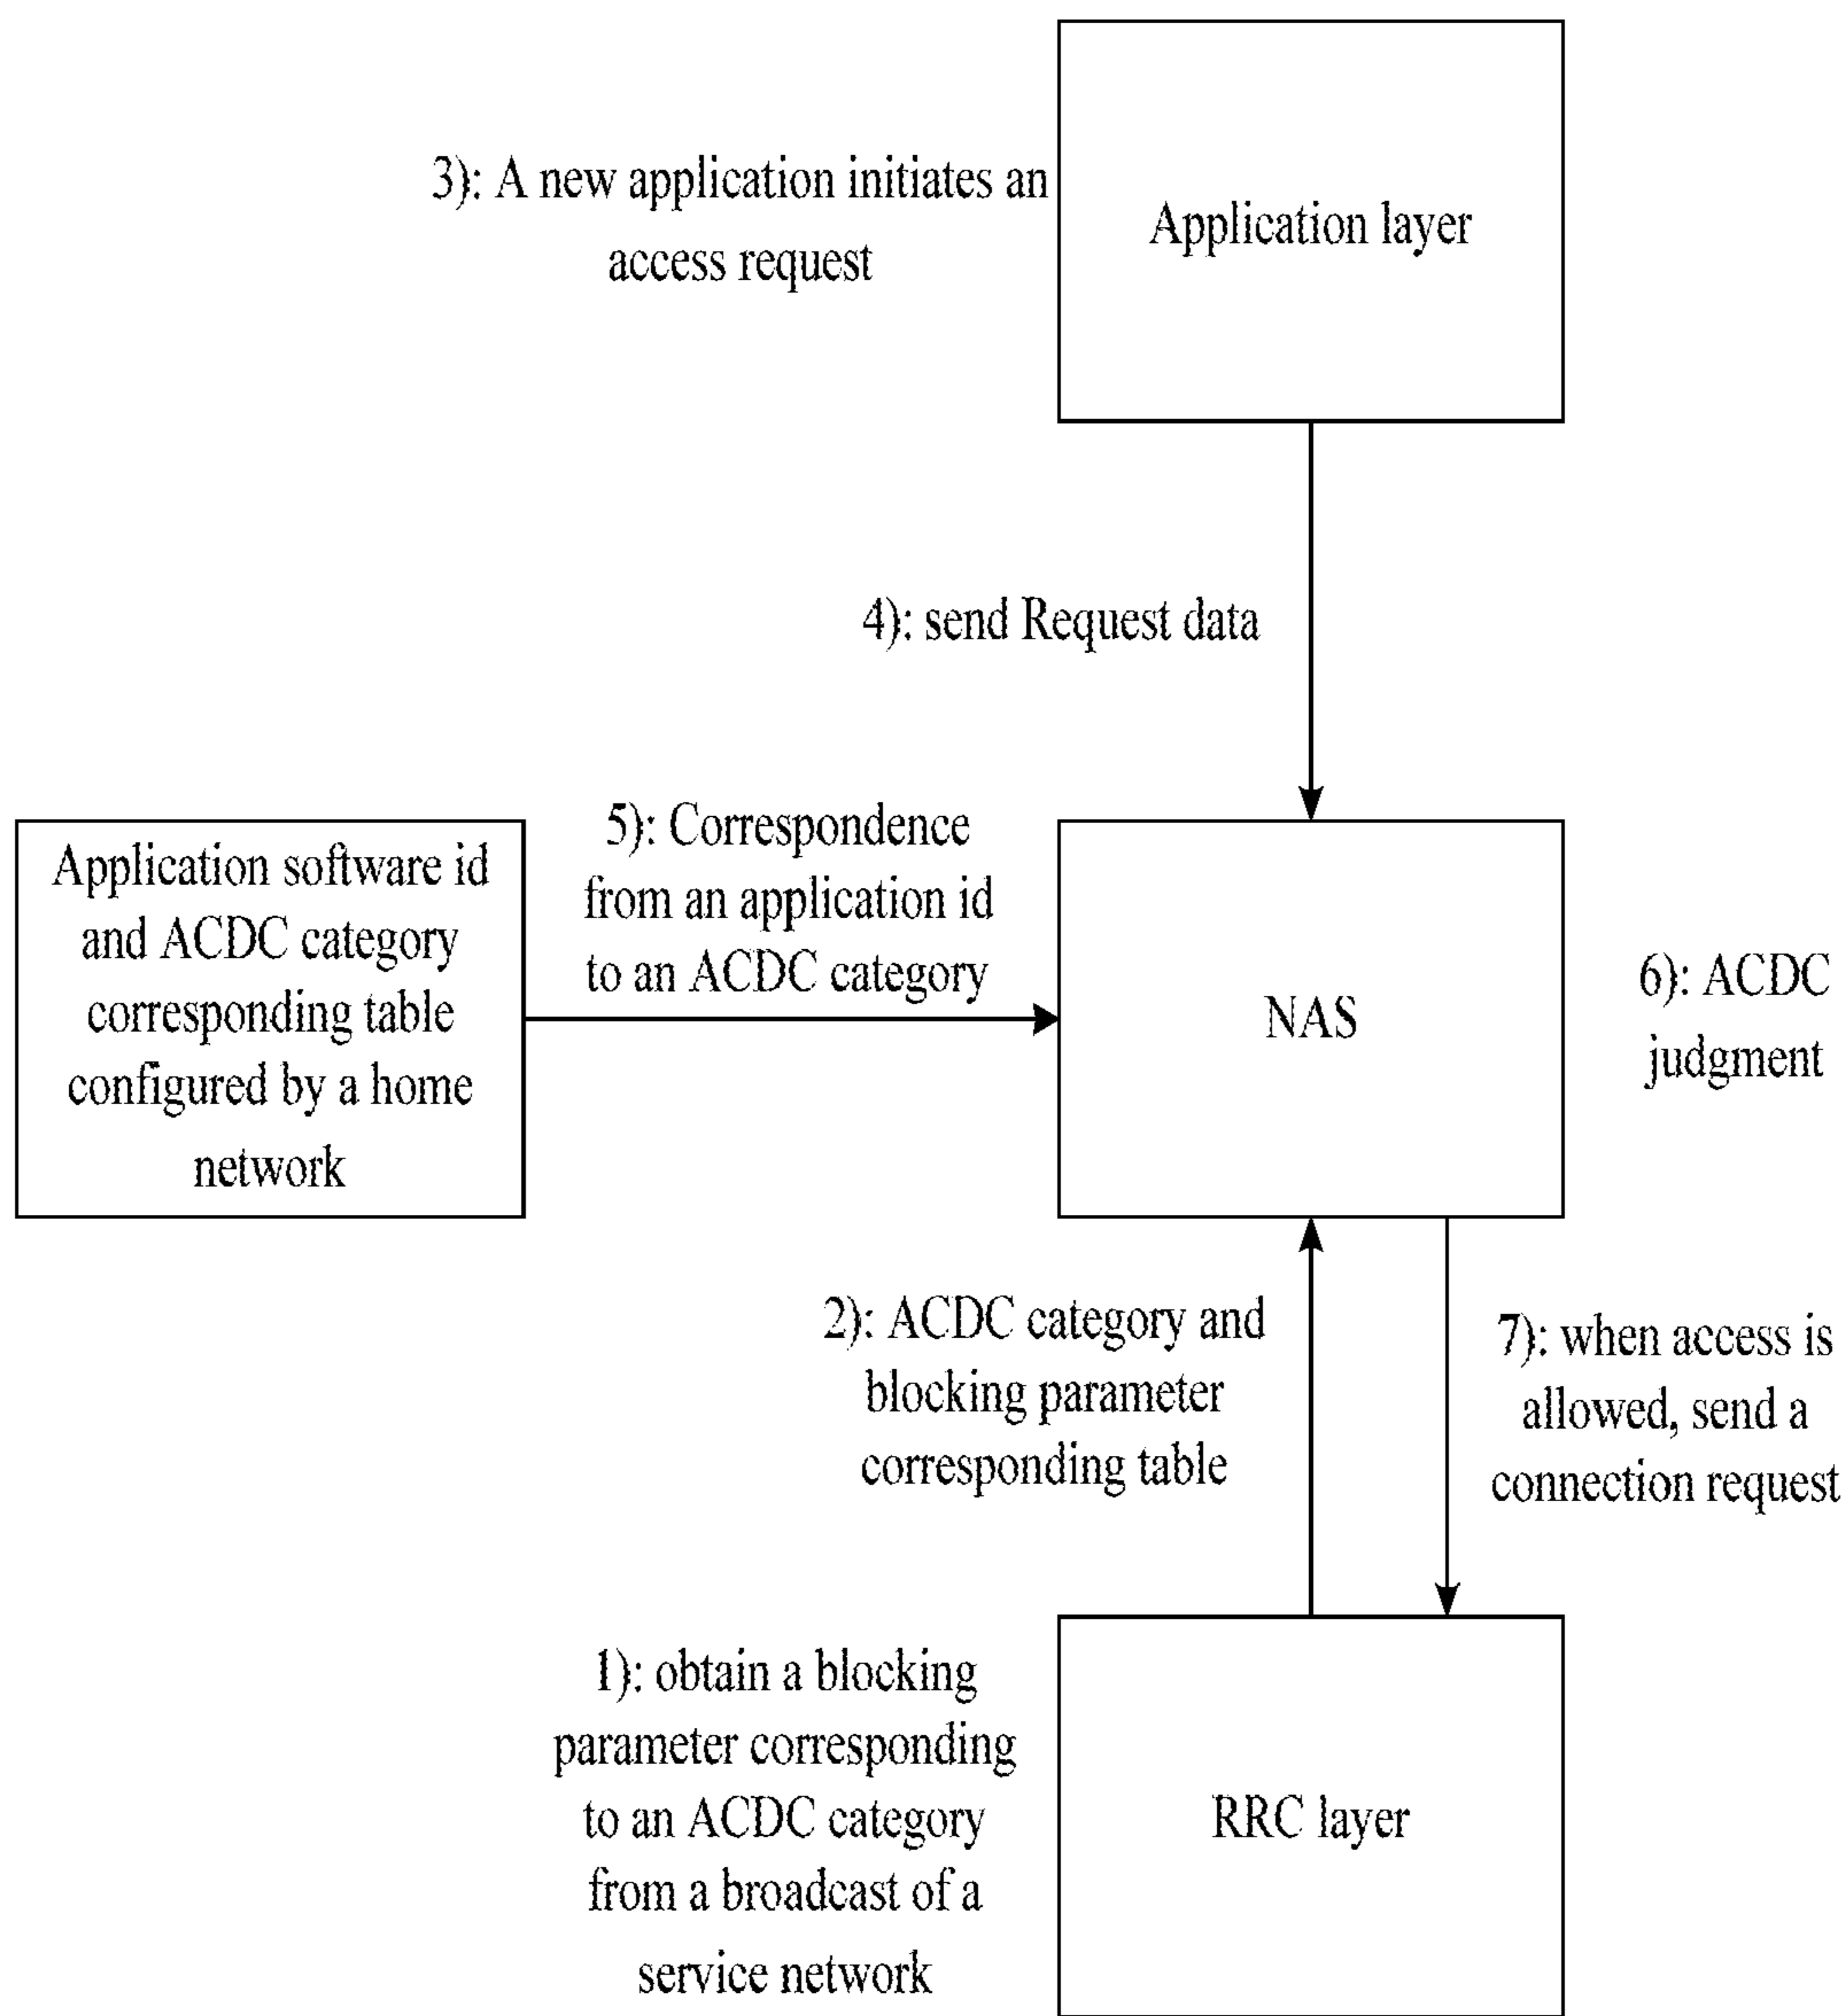 3): A new application initiates an
access request
Application layer
4): send Request data
Application software id
and ACDC category
corresponding table
configured by a home
network
5): Correspondence
from an application id
to an ACDC category
NAS
6): ACDC
judgment
2): ACDC category and
blocking parameter
corresponding table
7): when access is
allowed, send a
connection request
1): obtain a blocking
parameter corresponding
to an ACDC category
from a broadcast of a
service network
RRC layer